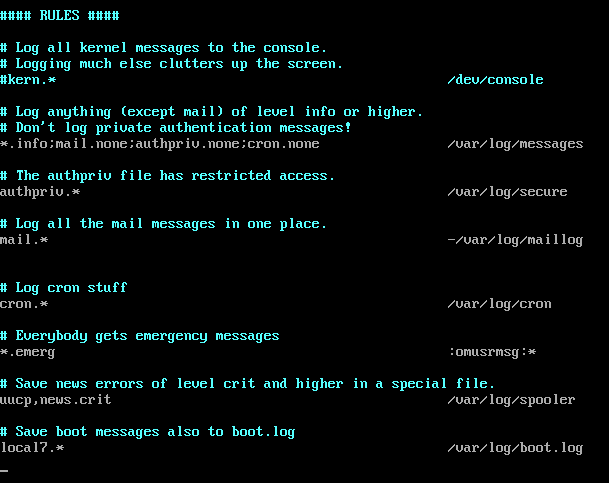 #### RULES ####
# Log all kernel messages to the console.
# Logging much else clutters up the screen.
#kern.* /dev/console
# Log anything (except mail) of level info or higher.
# Don't log private authentication messages!
*.info;mail.none;authpriv.none;cron.none /var/log/messages
# The authpriv file has restricted access.
authpriv.* /var/log/secure
# Log all the mail messages in one place.
mail.* -/var/log/maillog
# Log cron stuff
cron.* /var/log/cron
# Everybody gets emergency messages
*.emerg :omusrmsg:*
# Save news errors of level crit and higher in a special file.
uucp,news.crit /var/log/spooler
# Save boot messages also to boot.log
local7.* /var/log/boot.log